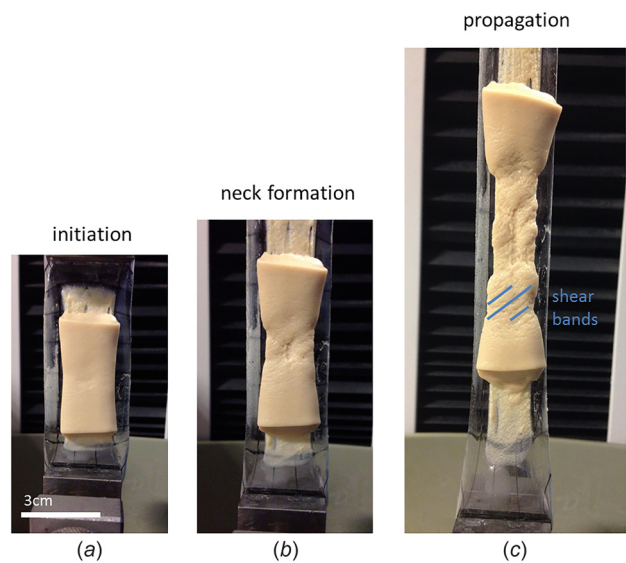 propagation
neck formation
initiation
shear
bands
3cm
(a)
(b)
(c)